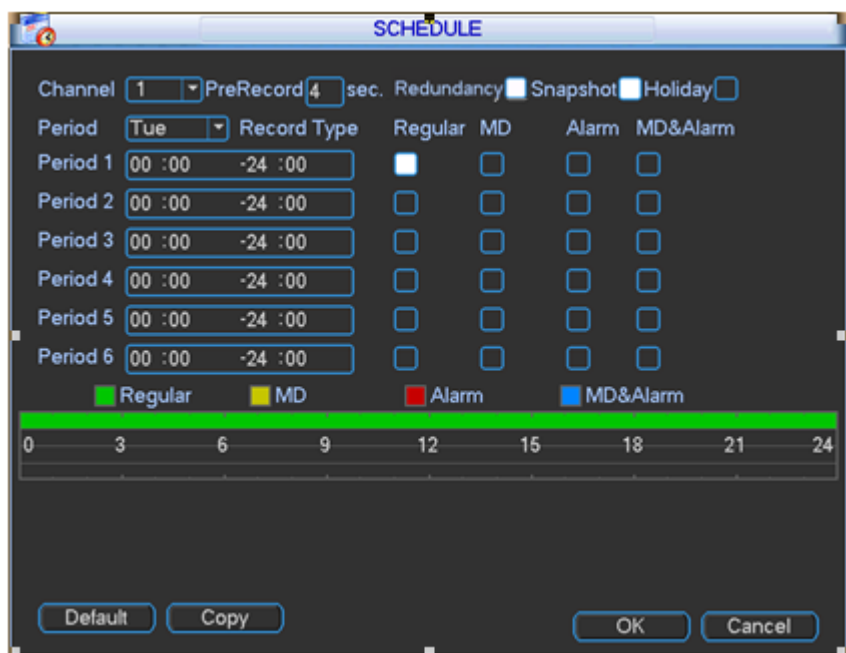 SCHEDULE
Channel 1 PreRecord 4 sec. Redundancy Snapshot Holiday
Period Tue Record Type Regular MD Alarm MD&Alarm
Period 1 00 :00 -24 :00
Period 2 00 :00 -24 :00
Period 3 00 :00 -24 :00
Period 4 00 :00 -24 :00
Period 5 00 :00 -24 :00
Period 6 00 :00 -24 :00
Regular MD Alarm MD&Alarm
0 3 6 9 12 15 18 21 24
Default Copy OK Cancel